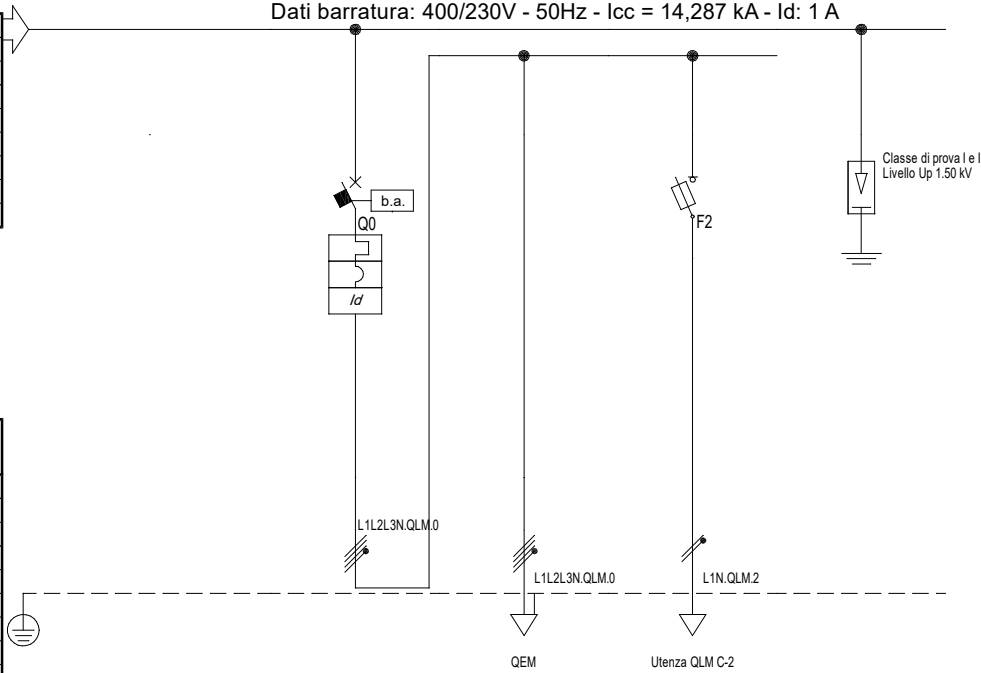 Dati barratura: 400/230V - 50Hz - Icc = 14,287 kA - Id: 1 A
Classe di prova I e I
Livello Up 1.50 kV
b.a.
Q0
F2
Id
L1L2L3N.QLM.0
L1L2L3N.QLM.0
L1N.QLM.2
QEM
Utenza QLM C-2